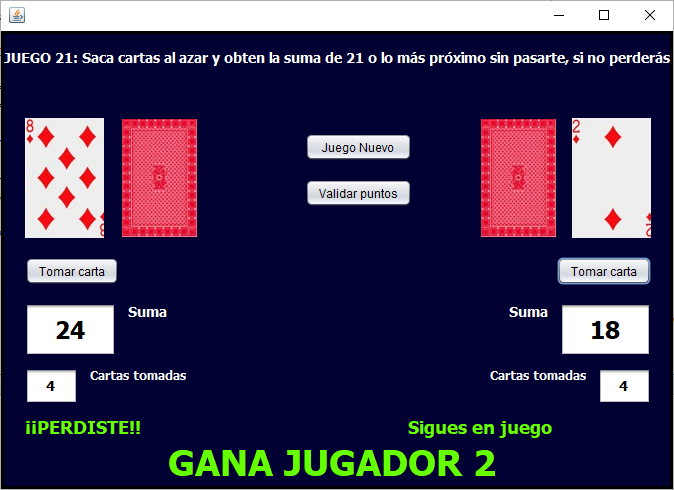 JUEGO 21: Saca cartas al azar y obten la suma de 21 o lo más próximo sin pasarte, si no perderás
8
8
2
2
Juego Nuevo
Validar puntos
Tomar carta
Tomar carta
24
Suma
Suma
18
4
Cartas tomadas
Cartas tomadas
4
¡¡PERDISTE!!
Sigues en juego
GANA JUGADOR 2